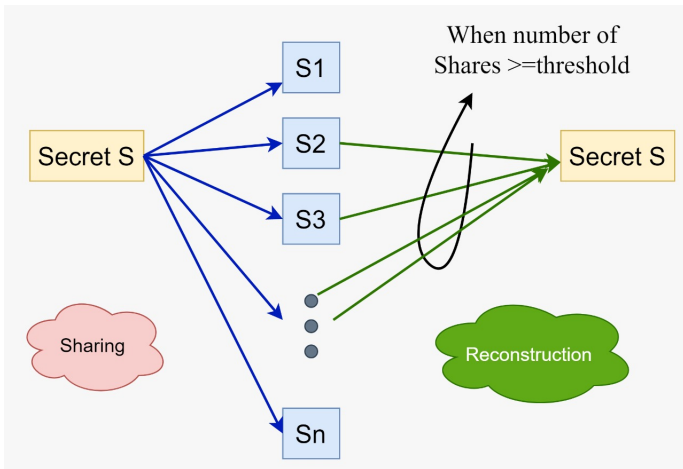 When number of
Shares >=threshold
S1
S2
Secret S
Secret S
S3
Sharing
Reconstruction
Sn